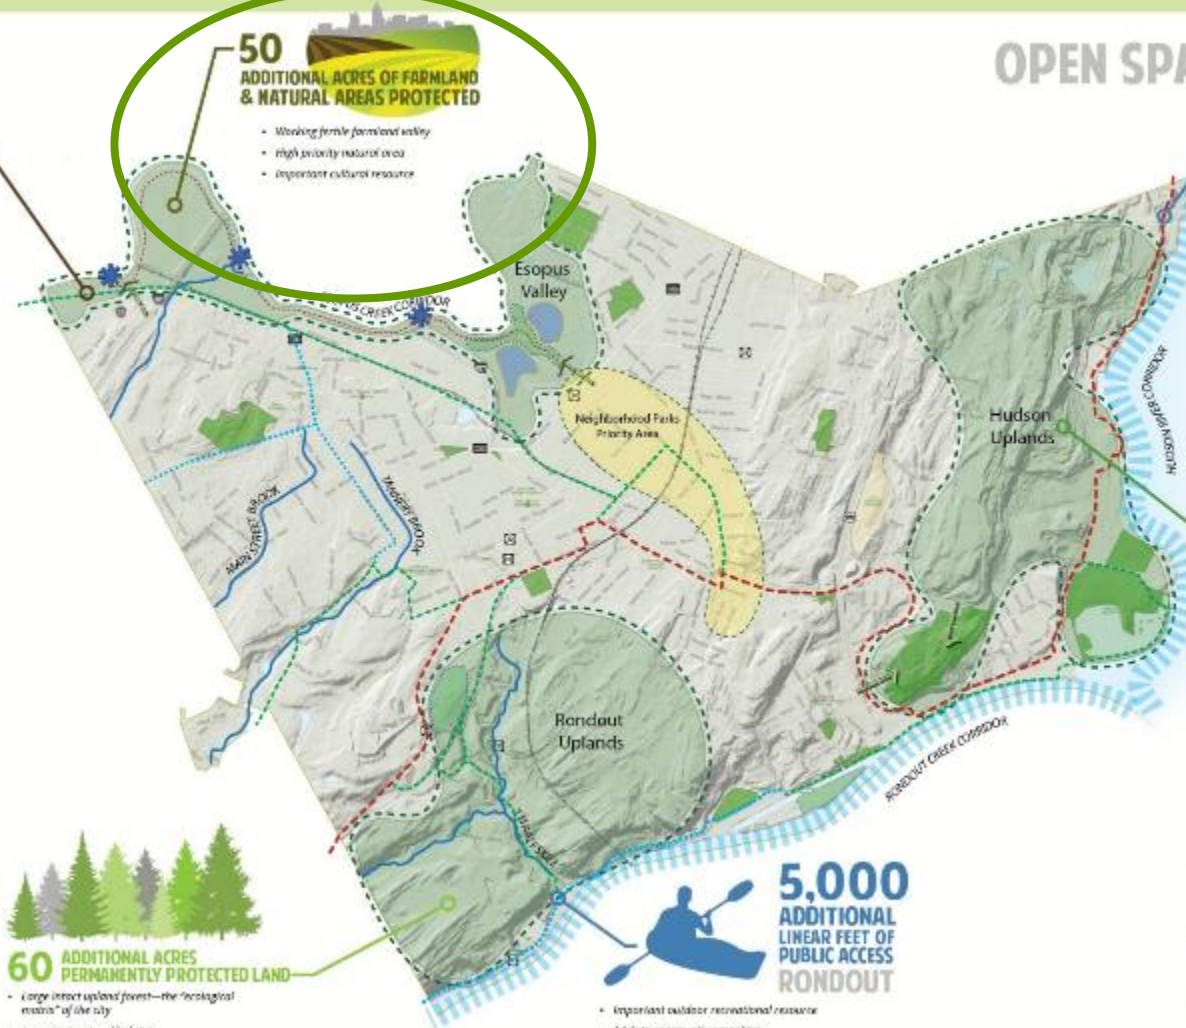 OPEN SPA
50
ADDITIONAL ACRES OF FARMLAND
& NATURAL AREAS PROTECTED
• Working fertile farmland valley
• High priority natural area
• Important cultural resource
Esopus
Valley
CREEK CORRIDOR
Neighborhood Parks
Priority Area
Hudson
Uplands
HUDSON RIVER CORRIDOR
MAIN STREET BROOK
TANNERY BROOK
Rondout
Uplands
RONDOUT CREEK CORRIDOR
60 ADDITIONAL ACRES
PERMANENTLY PROTECTED LAND
• Large intact upland forest—the "ecological
matrix" of the city
5,000
ADDITIONAL
LINEAR FEET OF
PUBLIC ACCESS
RONDOUT
• Important outdoor recreational resource